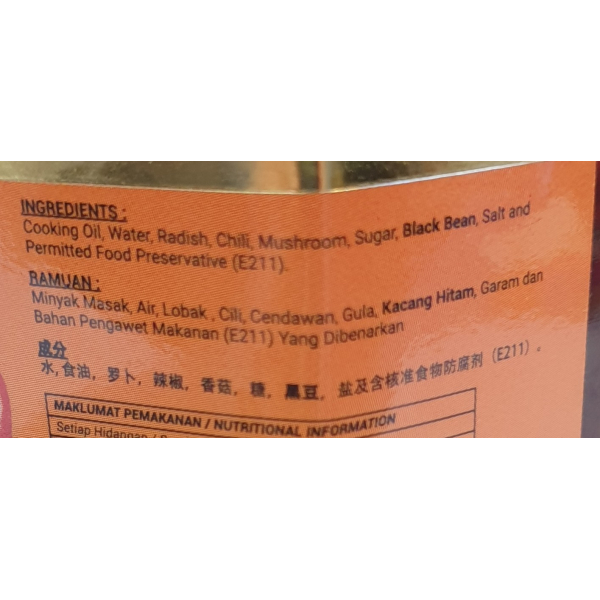 INGREDIENTS :
Cooking Oil, Water, Radish, Chili, Mushroom, Sugar, Black Bean, Salt and
Permitted Food Preservative (E211).
RAMUAN :
Minyak Masak, Air, Lobak , Cili, Cendawan, Gula, Kacang Hitam, Garam dan
Bahan Pengawet Makanan (E211) Yang Dibenarkan
成分
水,食油，罗卜，辣椒，香菇，糖，黑豆，盐及含核准食物防腐剂（E211）。
MAKLUMAT PEMAKANAN / NUTRITIONAL INFORMATION
Setiap Hidangan /